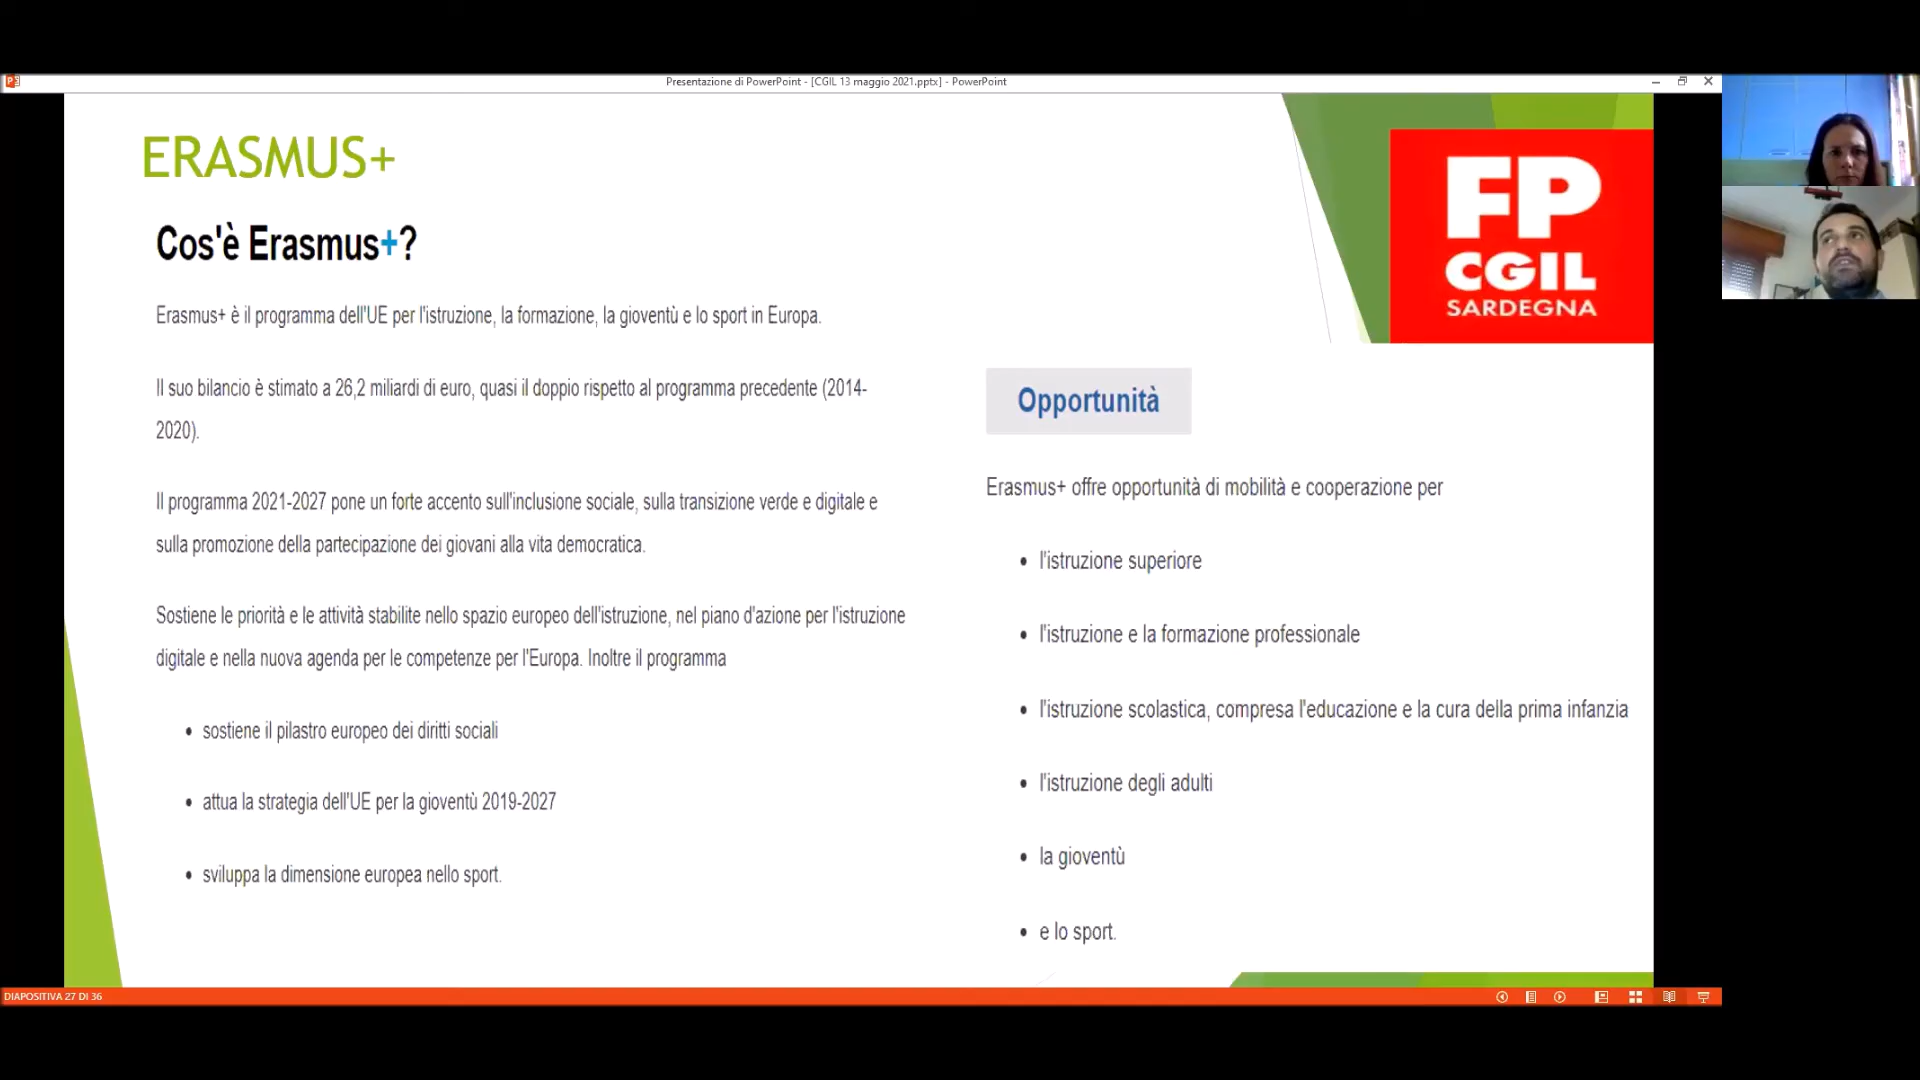 Presentazione di PowerPoint - [CGIL 13 maggio 2021.pptx] - PowerPoint
ERASMUS+
FP
CGIL
SARDEGNA
Cos'è Erasmus+?
Erasmus+ è il programma dell'UE per l'istruzione, la formazione, la gioventù e lo sport in Europa.
Il suo bilancio è stimato a 26,2 miliardi di euro, quasi il doppio rispetto al programma precedente (2014-
2020).
Il programma 2021-2027 pone un forte accento sull'inclusione sociale, sulla transizione verde e digitale e
sulla promozione della partecipazione dei giovani alla vita democratica.
Sostiene le priorità e le attività stabilite nello spazio europeo dell'istruzione, nel piano d'azione per l'istruzione
digitale e nella nuova agenda per le competenze per l'Europa. Inoltre il programma
• sostiene il pilastro europeo dei diritti sociali
• attua la strategia dell'UE per la gioventù 2019-2027
• sviluppa la dimensione europea nello sport.
Opportunità
Erasmus+ offre opportunità di mobilità e cooperazione per
• l'istruzione superiore
• l'istruzione e la formazione professionale
• l'istruzione scolastica, compresa l'educazione e la cura della prima infanzia
• l'istruzione degli adulti
• la gioventù
• e lo sport.
DIAPOSITIVA 27 DI 36